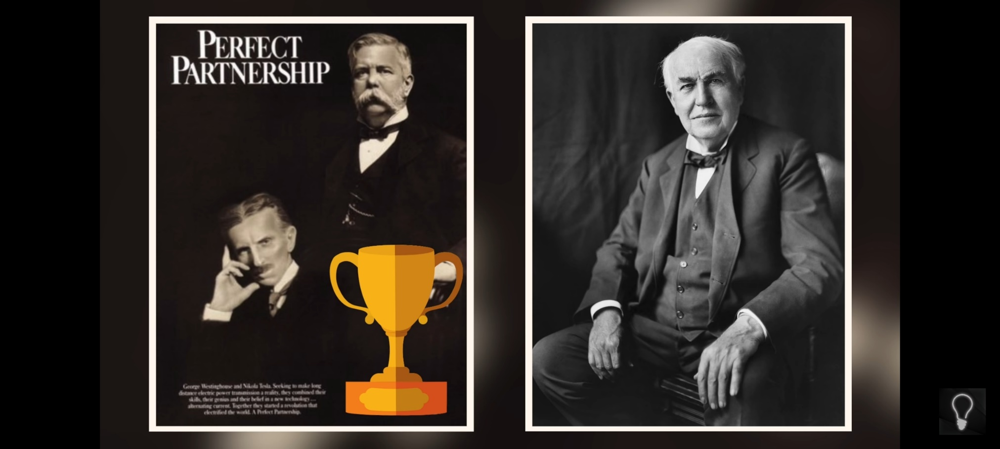 PERFECT
PARTNERSHIP
George Westinghouse and Nikola Tesla. Seeking to make long
distance electric power transmission a reality, they combined their
skills, their genius and their belief in a new technology....
alternating current. Together they started a revolution that
electrified the world. A Perfect Partnership.